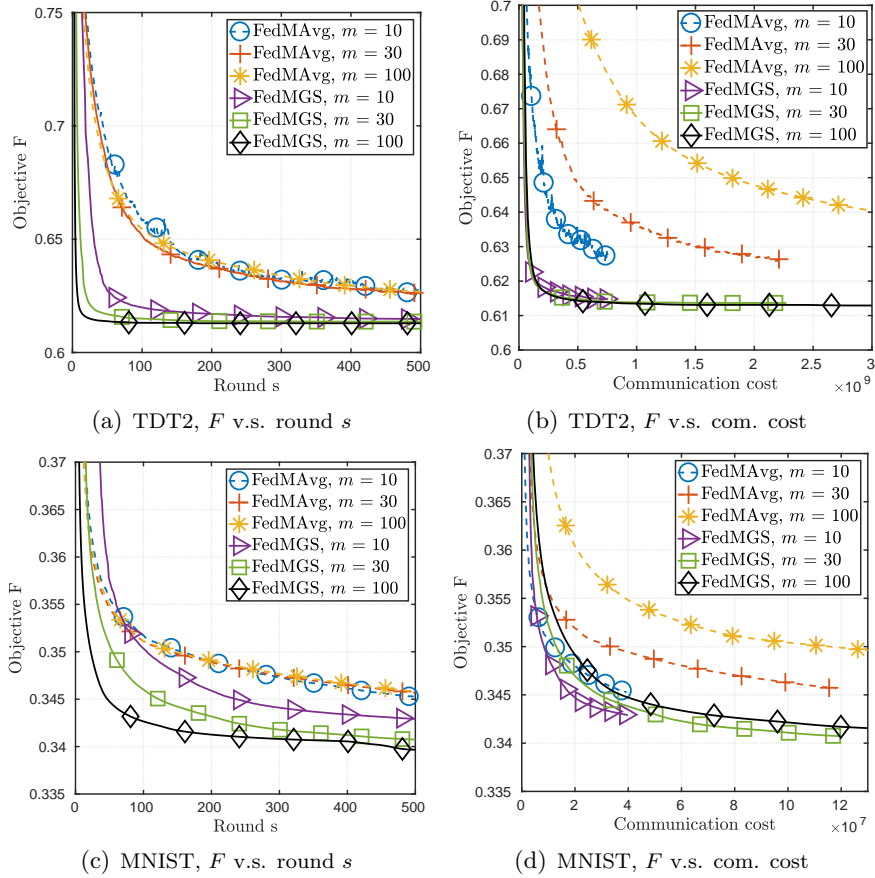 0.75
0.7
0.65
0.6
Objective F
0
100
200
300
400
500
Round s
FedMAvg, m = 10
FedMAvg, m = 30
FedMAvg, m = 100
FedMGS, m = 10
FedMGS, m = 30
FedMGS, m = 100
(a) TDT2, F v.s. round s
0.7
0.69
0.68
0.67
0.66
0.65
0.64
0.63
0.62
0.61
0.6
Objective F
0
0.5
1
1.5
2
2.5
3
×10^9
Communication cost
FedMAvg, m = 10
FedMAvg, m = 30
FedMAvg, m = 100
FedMGS, m = 10
FedMGS, m = 30
FedMGS, m = 100
(b) TDT2, F v.s. com. cost
0.37
0.365
0.36
0.355
0.35
0.345
0.34
0.335
Objective F
0
100
200
300
400
500
Round s
FedMAvg, m = 10
FedMAvg, m = 30
FedMAvg, m = 100
FedMGS, m = 10
FedMGS, m = 30
FedMGS, m = 100
(c) MNIST, F v.s. round s
0.37
0.365
0.36
0.355
0.35
0.345
0.34
0.335
Objective F
0
2
4
6
8
10
12
×10^7
Communication cost
FedMAvg, m = 10
FedMAvg, m = 30
FedMAvg, m = 100
FedMGS, m = 10
FedMGS, m = 30
FedMGS, m = 100
(d) MNIST, F v.s. com. cost